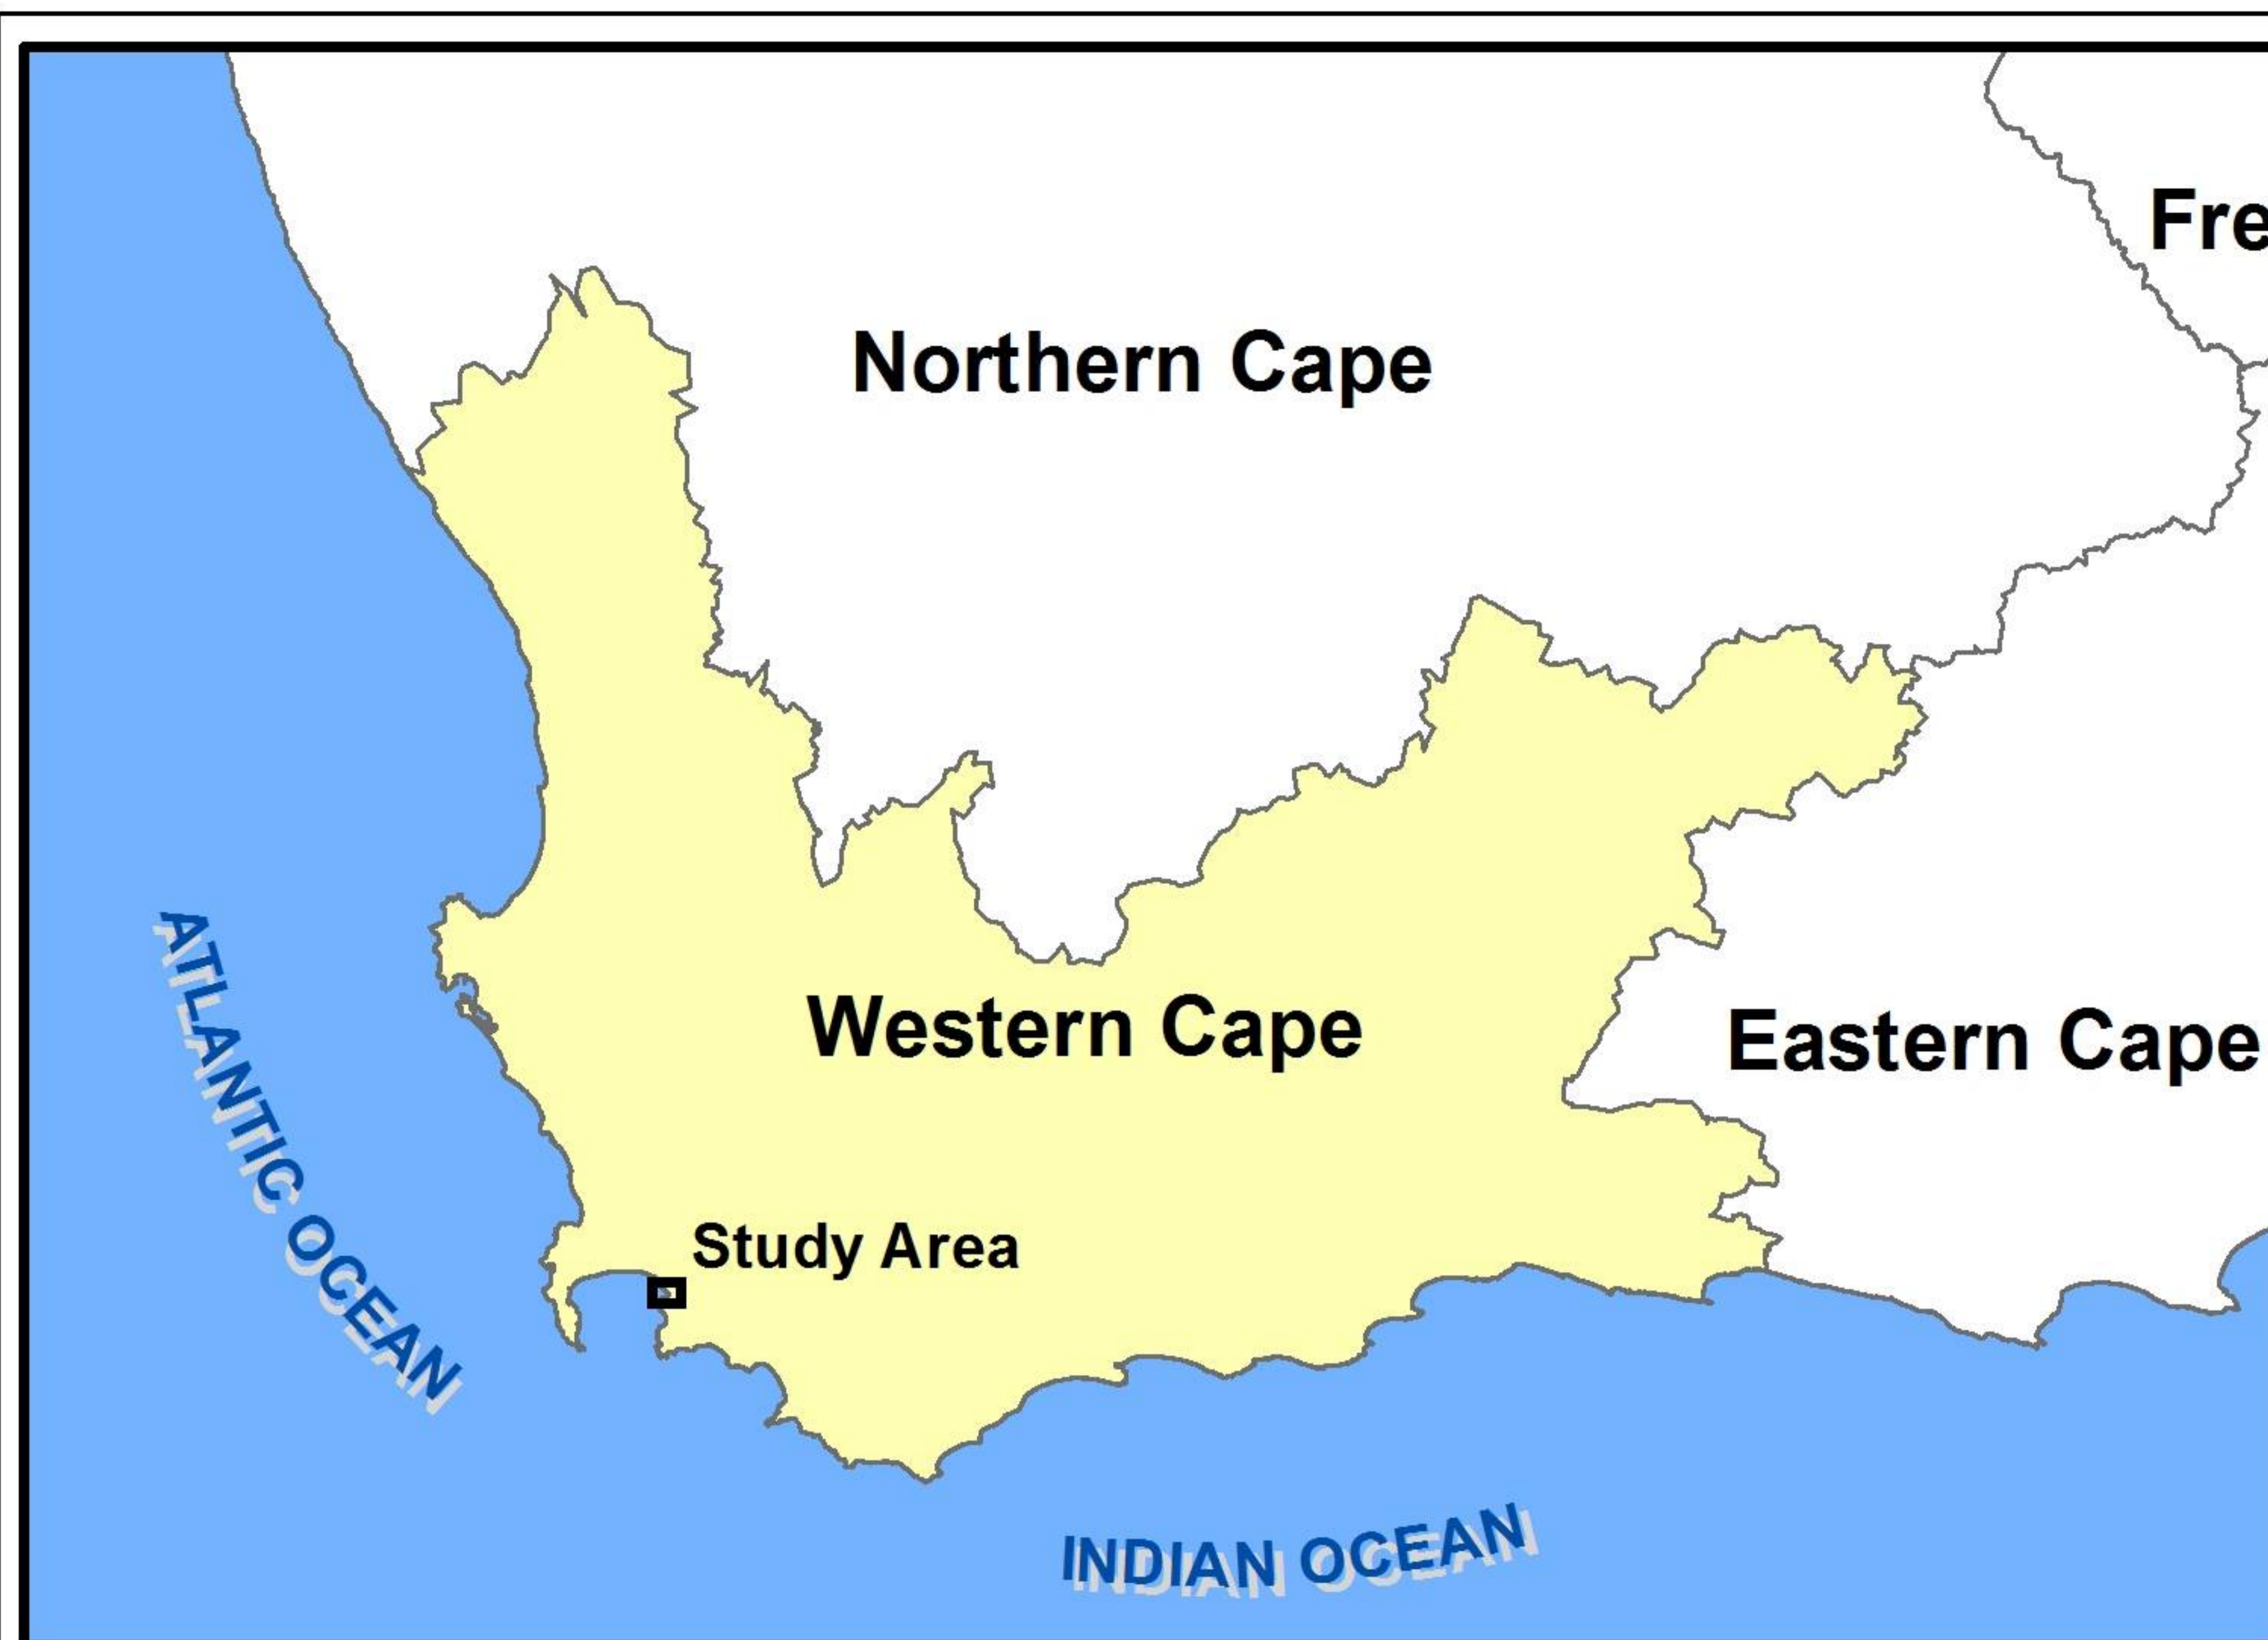 Fre
Northern Cape
Western Cape
Eastern Cape
ATLANTIC OCEAN
Study Area
INDIAN OCEAN